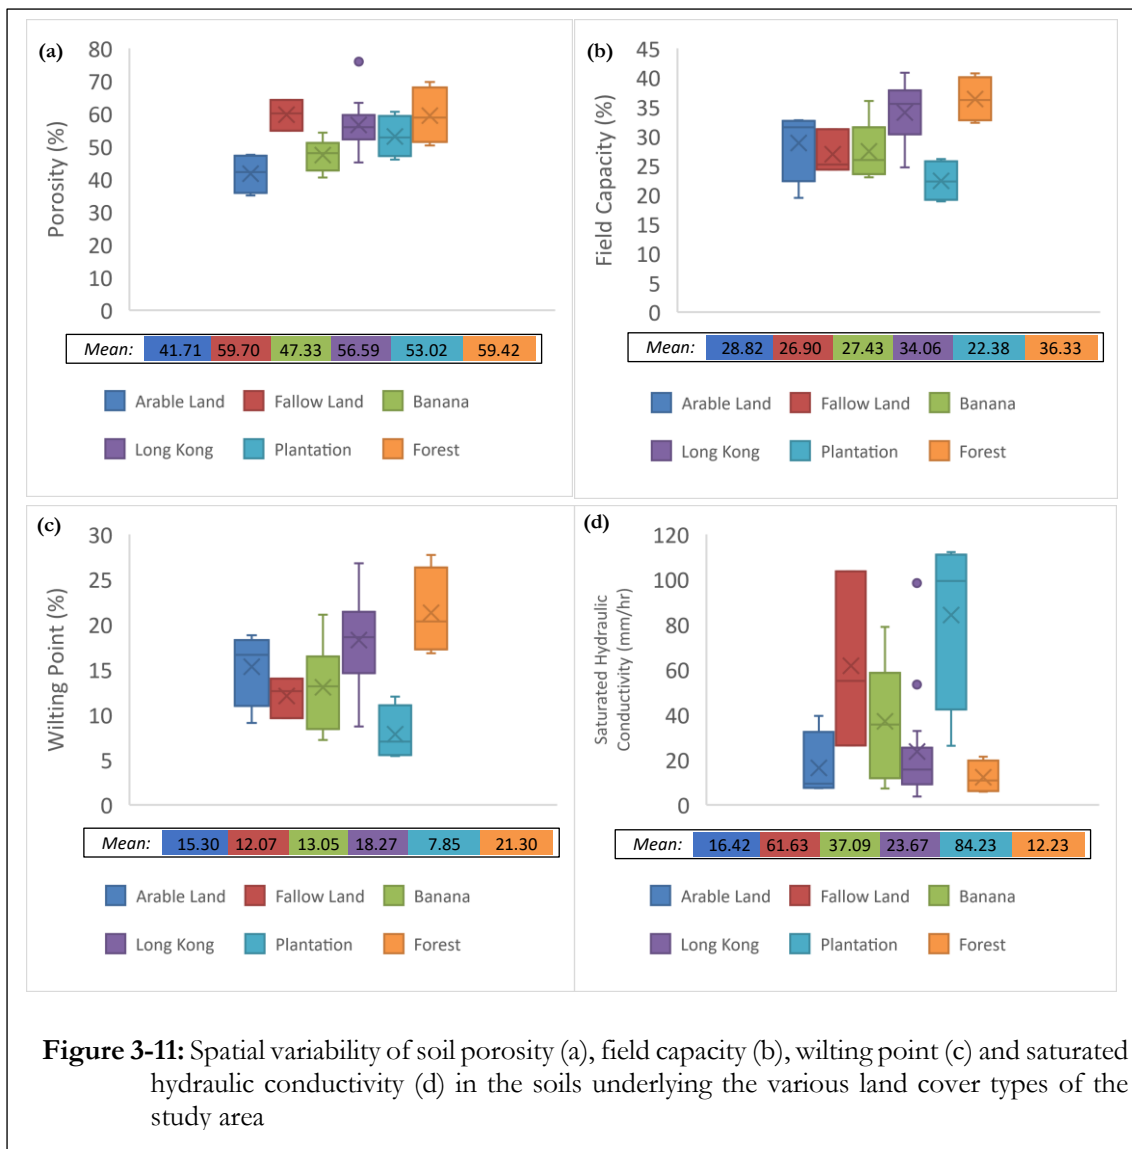 (a)
80
70
60
50
40
30
20
10
0
Porosity (%)
Mean: 41.71 59.70 47.33 56.59 53.02 59.42
Arable Land Fallow Land Banana
Long Kong Plantation Forest
(b)
45
40
35
30
25
20
15
10
5
0
Field Capacity (%)
Mean: 28.82 26.90 27.43 34.06 22.38 36.33
Arable Land Fallow Land Banana
Long Kong Plantation Forest
(c)
30
25
20
15
10
5
0
Wilting Point (%)
Mean: 15.30 12.07 13.05 18.27 7.85 21.30
Arable Land Fallow Land Banana
Long Kong Plantation Forest
(d)
120
100
80
60
40
20
0
Saturated Hydraulic
Conductivity (mm/hr)
Mean: 16.42 61.63 37.09 23.67 84.23 12.23
Arable Land Fallow Land Banana
Long Kong Plantation Forest
Figure 3-11: Spatial variability of soil porosity (a), field capacity (b), wilting point (c) and saturated
hydraulic conductivity (d) in the soils underlying the various land cover types of the
study area